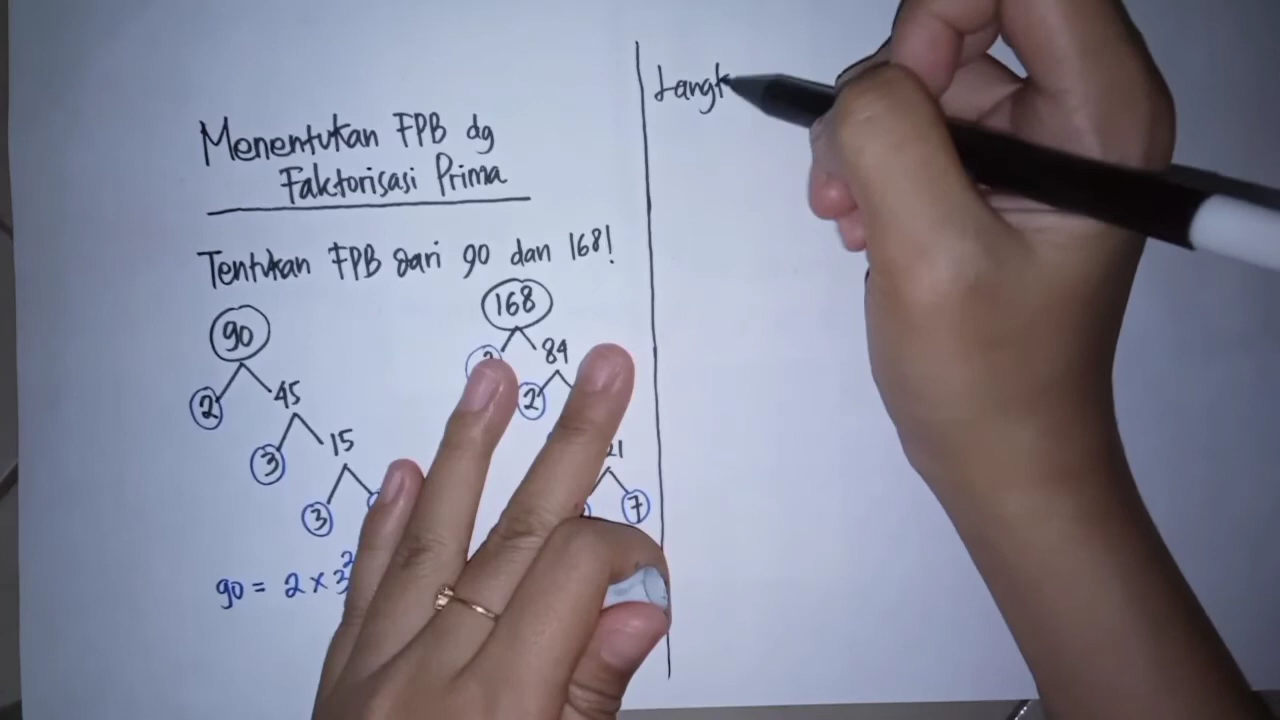 Menentukan FPB dg
Faktorisasi Prima
Tentukan FPB dari 90 dan 168!
90
168
2
45
84
2
3
15
21
3
7
90 = 2 × 3²
Langk